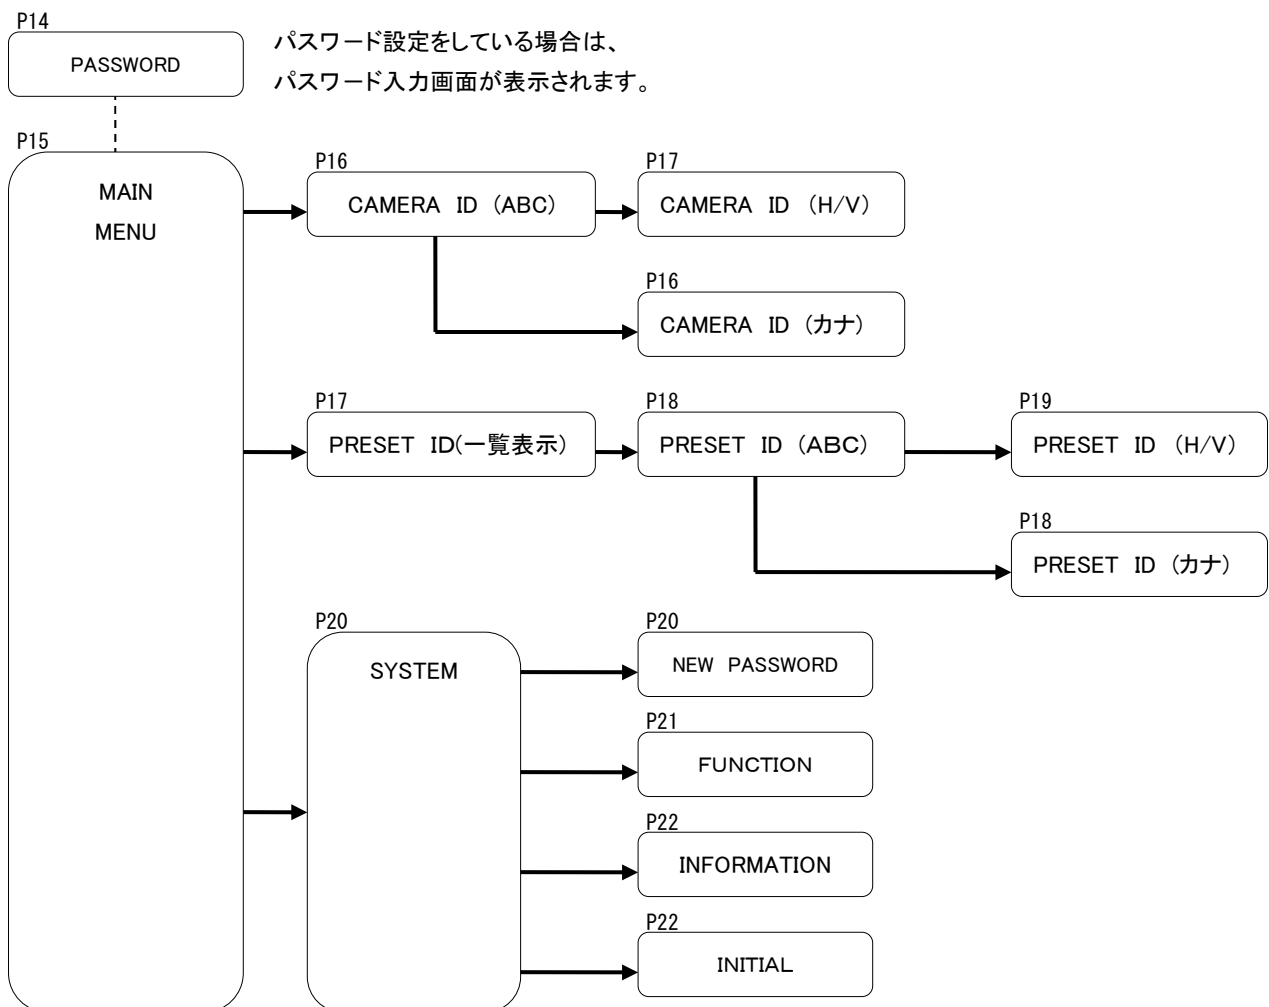 P14
PASSWORD
パスワード設定をしている場合は、
パスワード入力画面が表示されます。
P15
MAIN
MENU
P16
CAMERA ID (ABC)
P17
CAMERA ID (H/V)
P16
CAMERA ID (カナ)
P17
PRESET ID(一覧表示)
P18
PRESET ID (ABC)
P19
PRESET ID (H/V)
P18
PRESET ID (カナ)
P20
SYSTEM
P20
NEW PASSWORD
P21
FUNCTION
P22
INFORMATION
P22
INITIAL